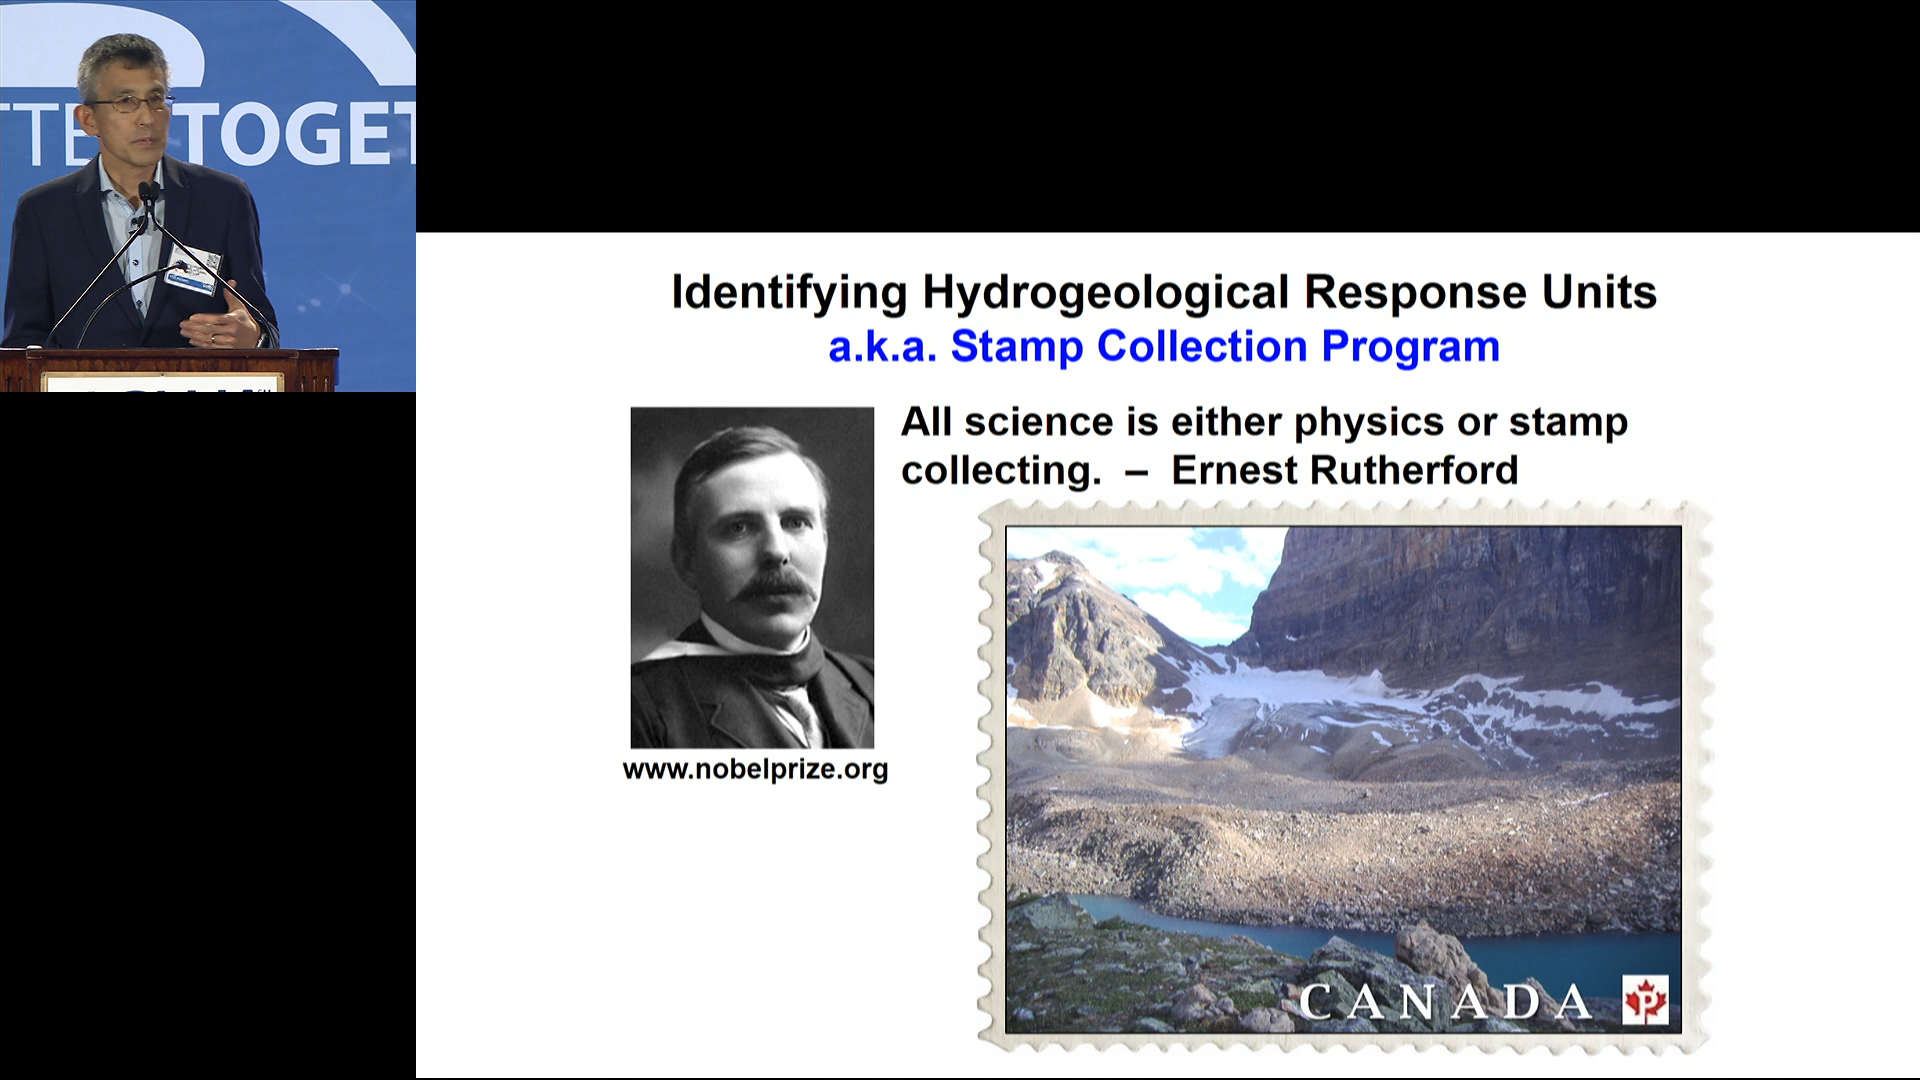 TOGET
Identifying Hydrogeological Response Units
a.k.a. Stamp Collection Program
All science is either physics or stamp
collecting. – Ernest Rutherford
www.nobelprize.org
CANADA P